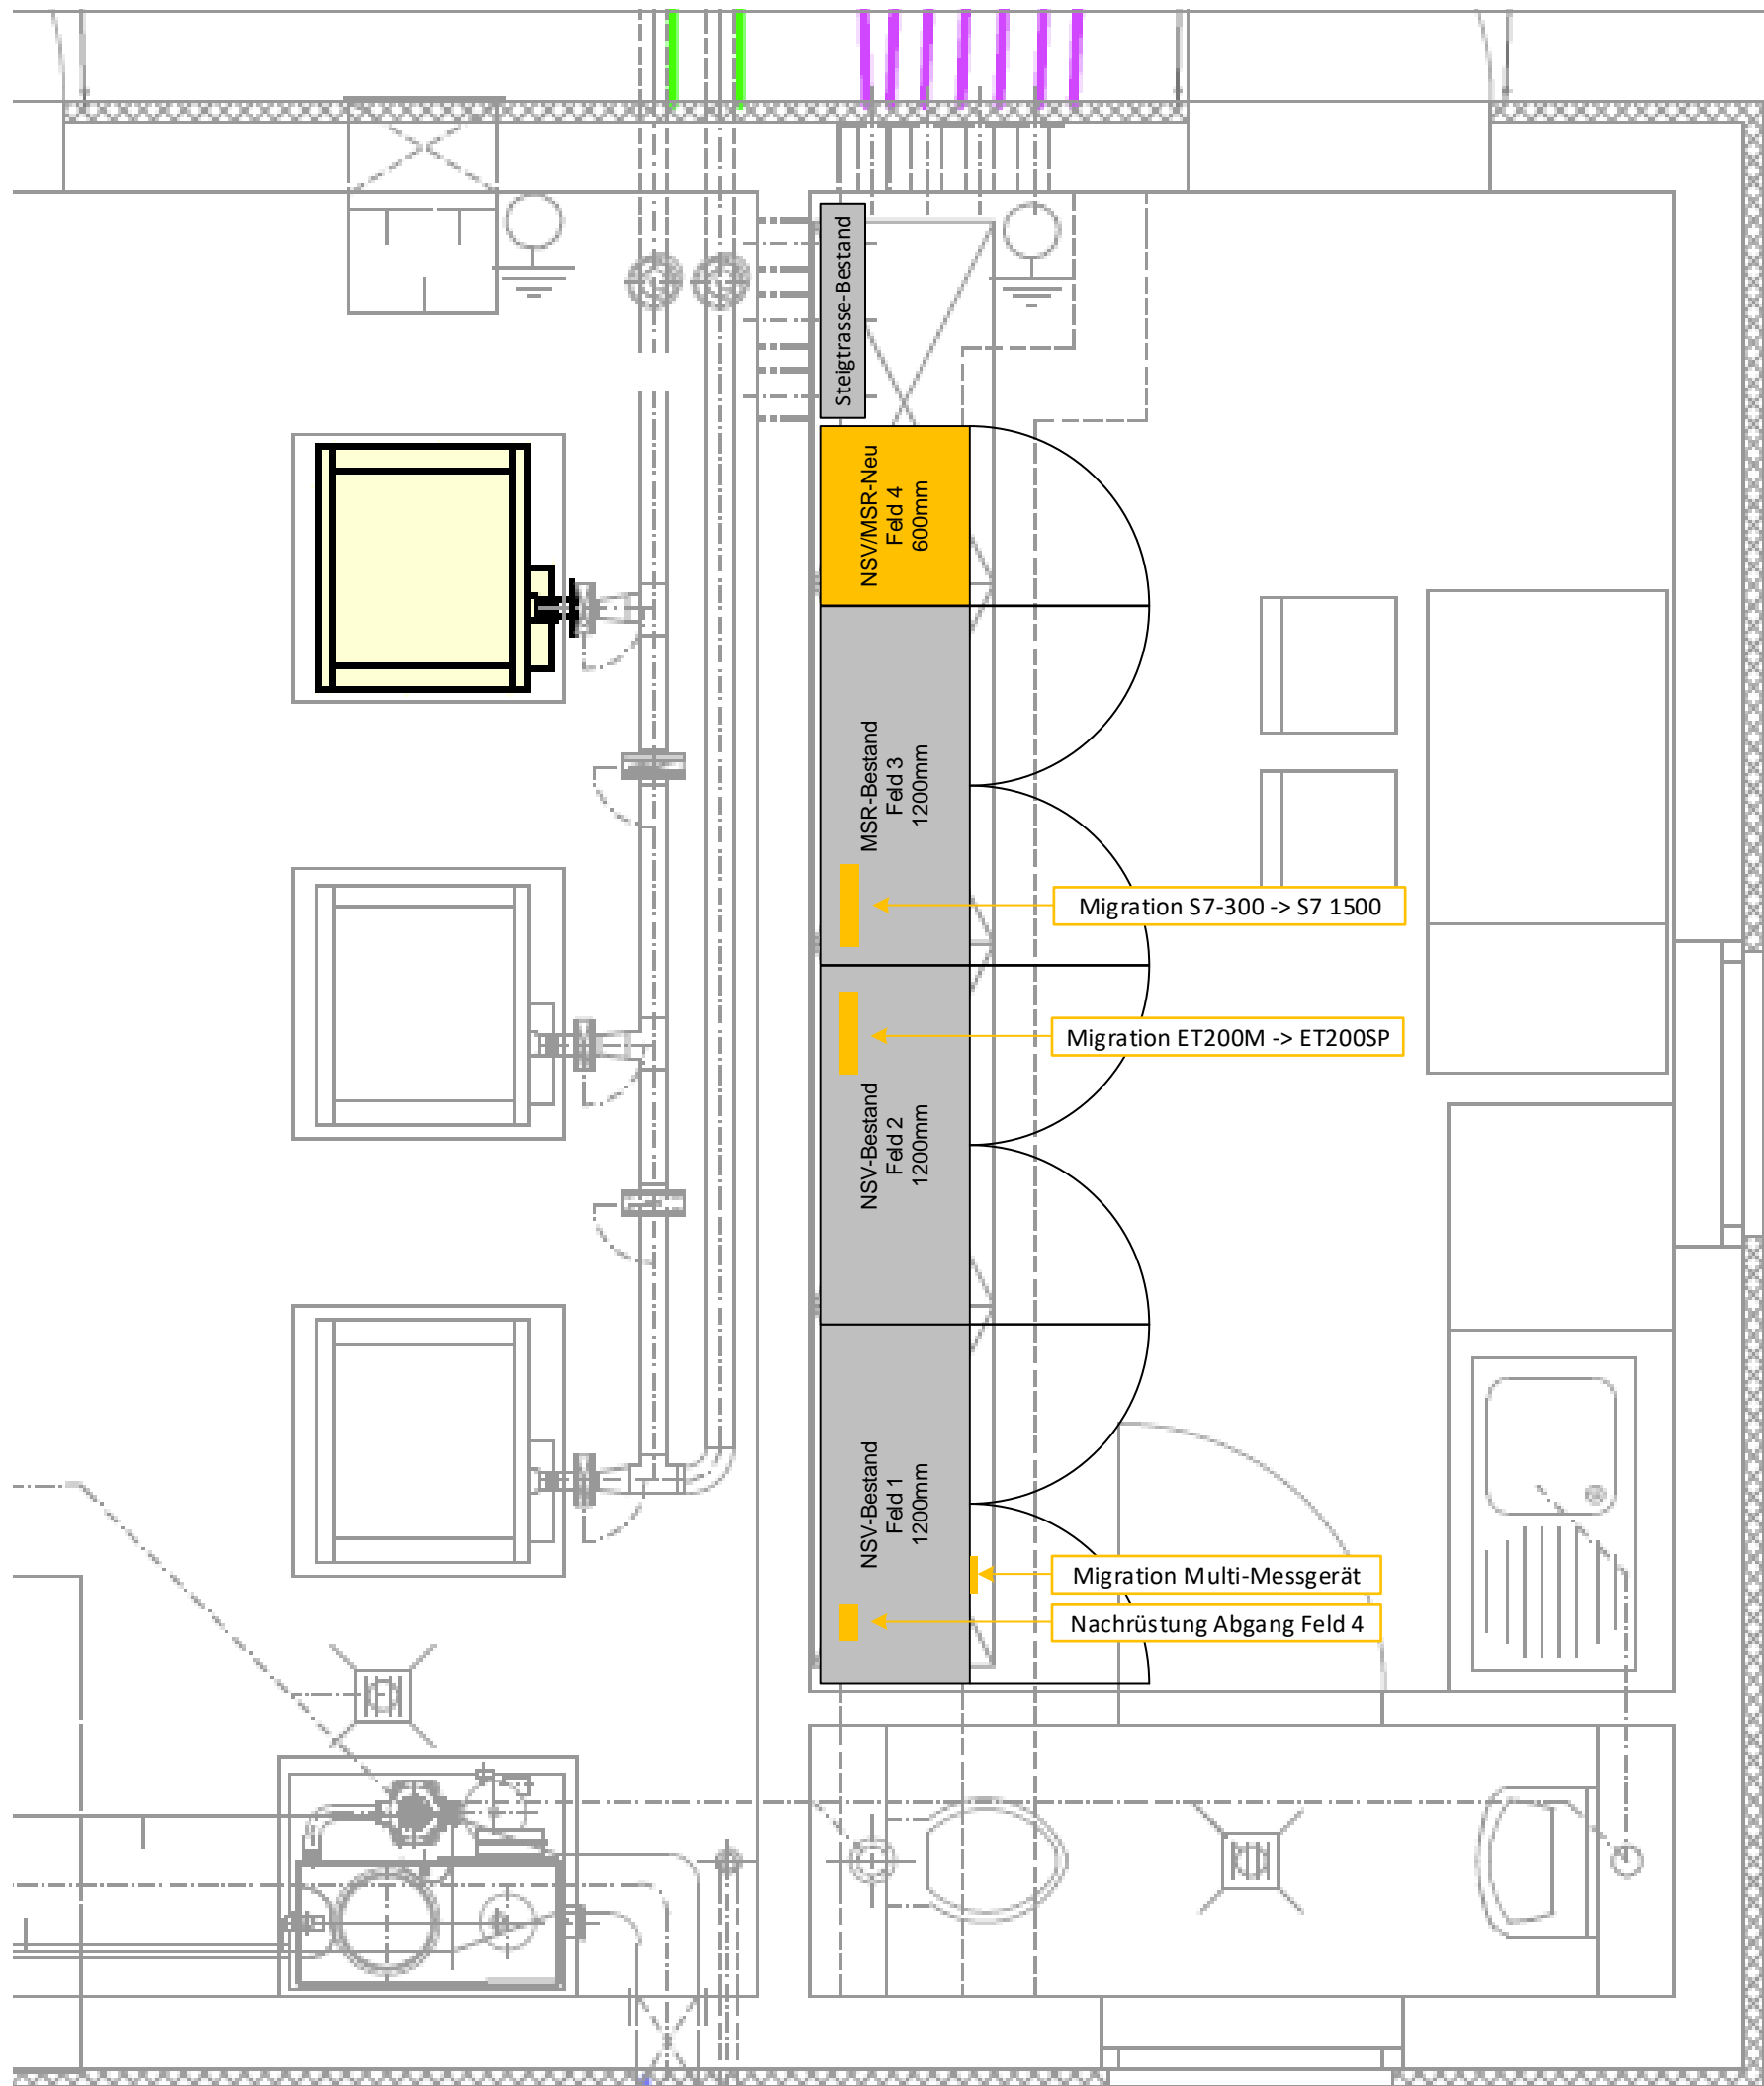 Steigtrasse-Bestand
NSV/MSR-Neu
Feld 4
600mm
MSR-Bestand
Feld 3
1200mm
Migration S7-300 -> S7 1500
Migration ET200M -> ET200SP
NSV-Bestand
Feld 2
1200mm
NSV-Bestand
Feld 1
1200mm
Migration Multi-Messgerät
Nachrüstung Abgang Feld 4